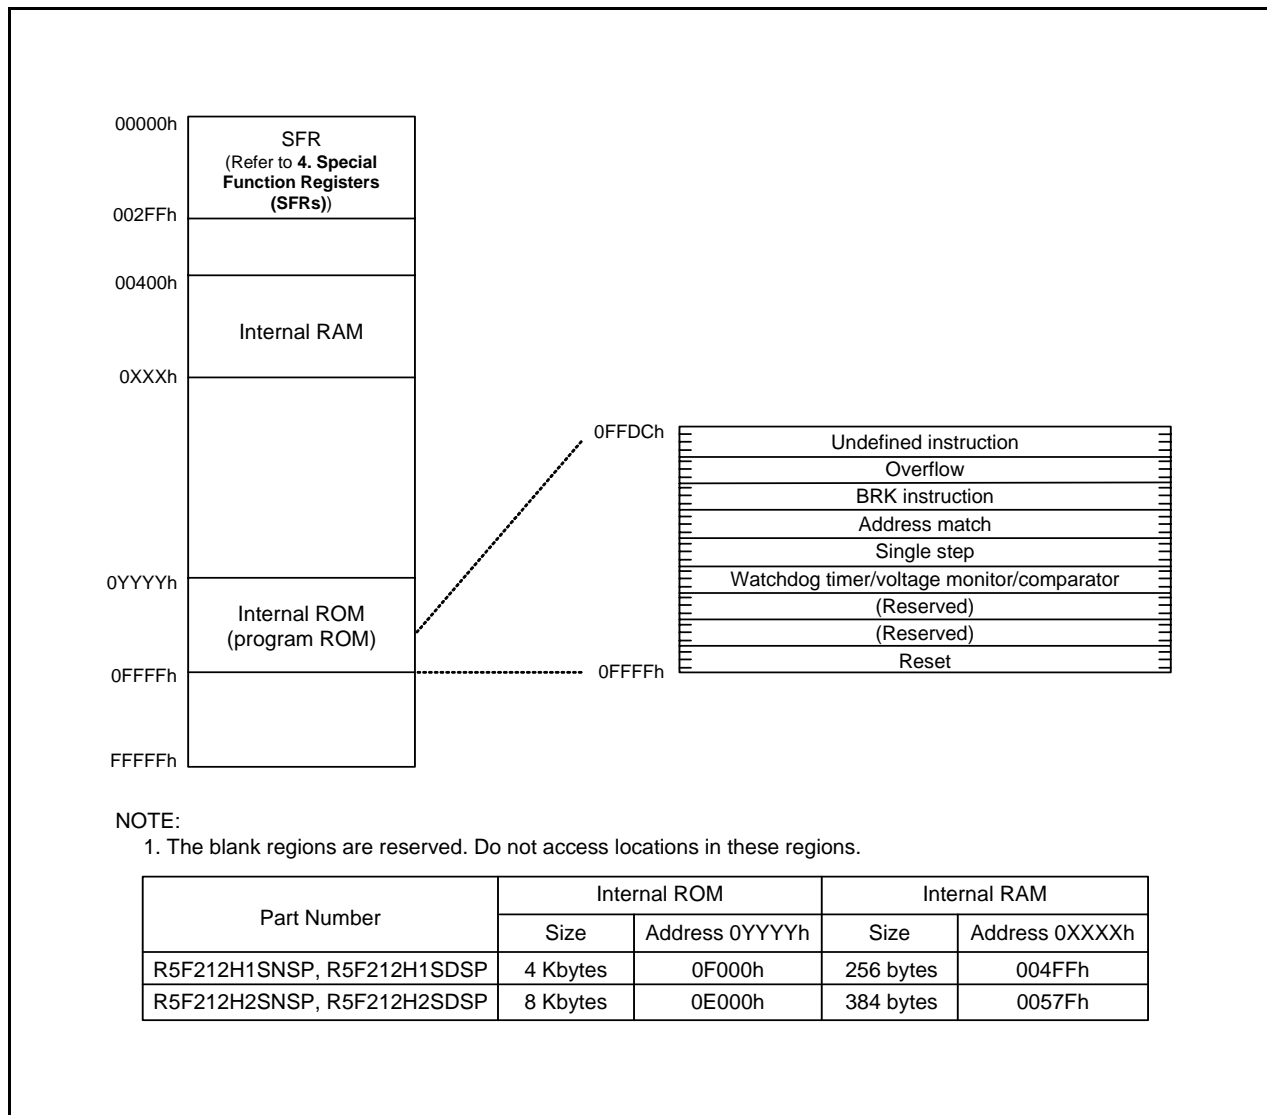 00000h
SFR
(Refer to 4. Special
Function Registers
(SFRs))
002FFh
00400h
Internal RAM
0XXXh
0YYYYh
Internal ROM
(program ROM)
0FFFFh
FFFFFh
0FFDCh
Undefined instruction
Overflow
BRK instruction
Address match
Single step
Watchdog timer/voltage monitor/comparator
(Reserved)
(Reserved)
Reset
0FFFFh
NOTE:
1. The blank regions are reserved. Do not access locations in these regions.
Part Number Internal ROM Internal RAM
Size Address 0YYYYh Size Address 0XXXXh
R5F212H1SNSP, R5F212H1SDSP 4 Kbytes 0F000h 256 bytes 004FFh
R5F212H2SNSP, R5F212H2SDSP 8 Kbytes 0E000h 384 bytes 0057Fh